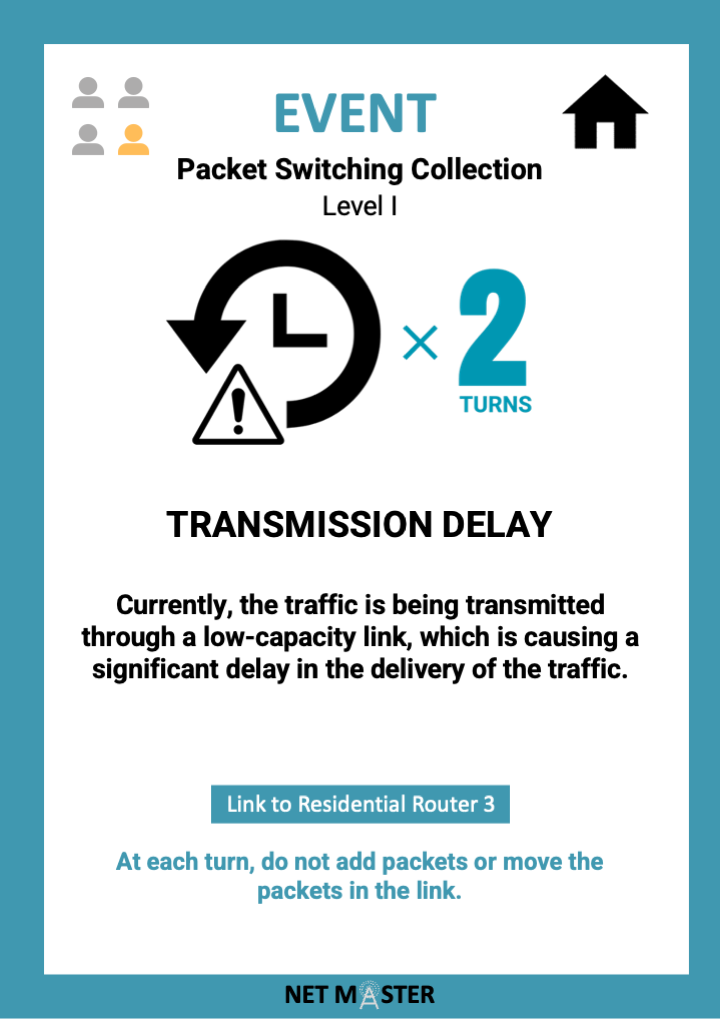 EVENT
Packet Switching Collection
Level I
× 2
TURNS
TRANSMISSION DELAY
Currently, the traffic is being transmitted
through a low-capacity link, which is causing a
significant delay in the delivery of the traffic.
Link to Residential Router 3
At each turn, do not add packets or move the
packets in the link.
NET MASTER